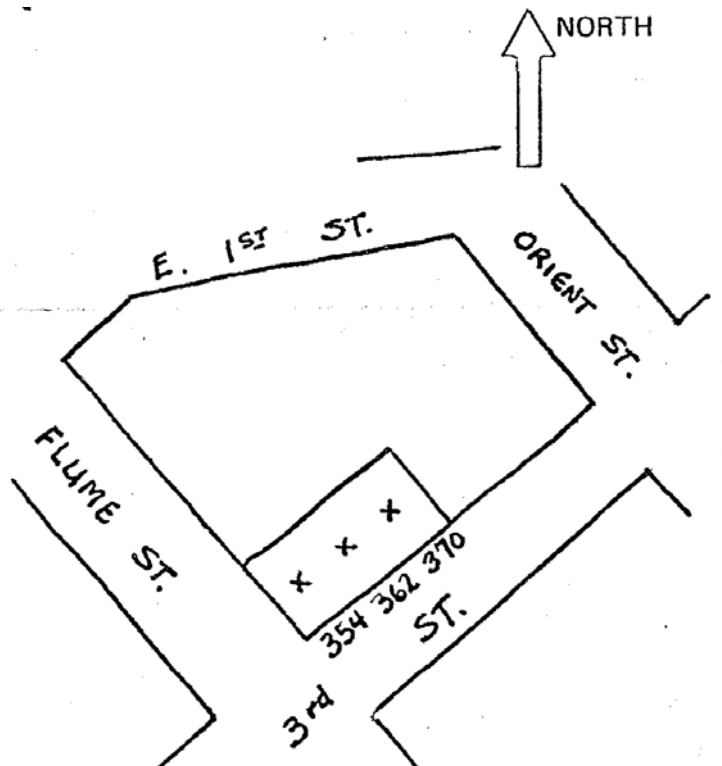 NORTH
E. 1ST ST.
ORIENT ST.
FLUME ST.
x x x
354 362 370
3rd ST.